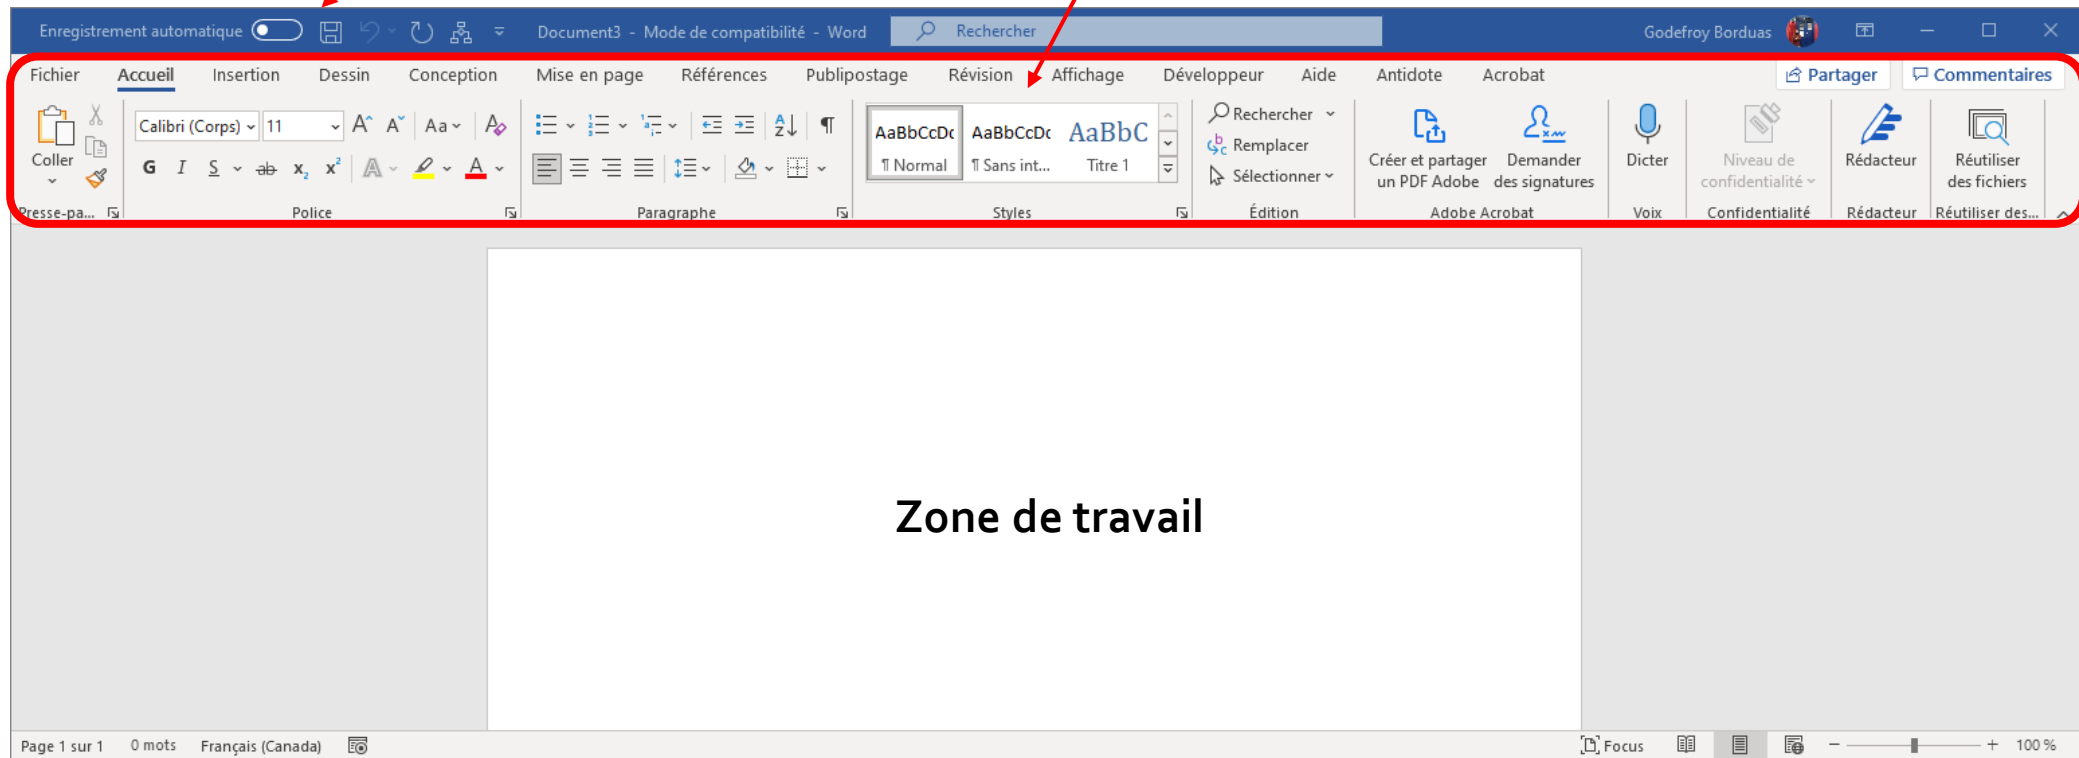 Enregistrement automatique Document3 - Mode de compatibilité - Word Rechercher Godefroy Borduas
Fichier Accueil Insertion Dessin Conception Mise en page Références Publipostage Révision Affichage Développeur Aide Antidote Acrobat Partager Commentaires
Calibri (Corps) 11 A A Aa A
Coller
G I S ab x₂ x² A A
A Z ¶
AaBbCcDc AaBbCcDc AaBbC
¶ Normal ¶ Sans int... Titre 1
Rechercher
Remplacer
Sélectionner
Créer et partager
un PDF Adobe
Demander
des signatures
Dicter
Niveau de
confidentialité
Rédacteur
Réutiliser
des fichiers
Presse-pa... Police Paragraphe Styles Édition Adobe Acrobat Voix Confidentialité Rédacteur Réutiliser des...
Zone de travail
Page 1 sur 1 0 mots Français (Canada) Focus - + 100 %